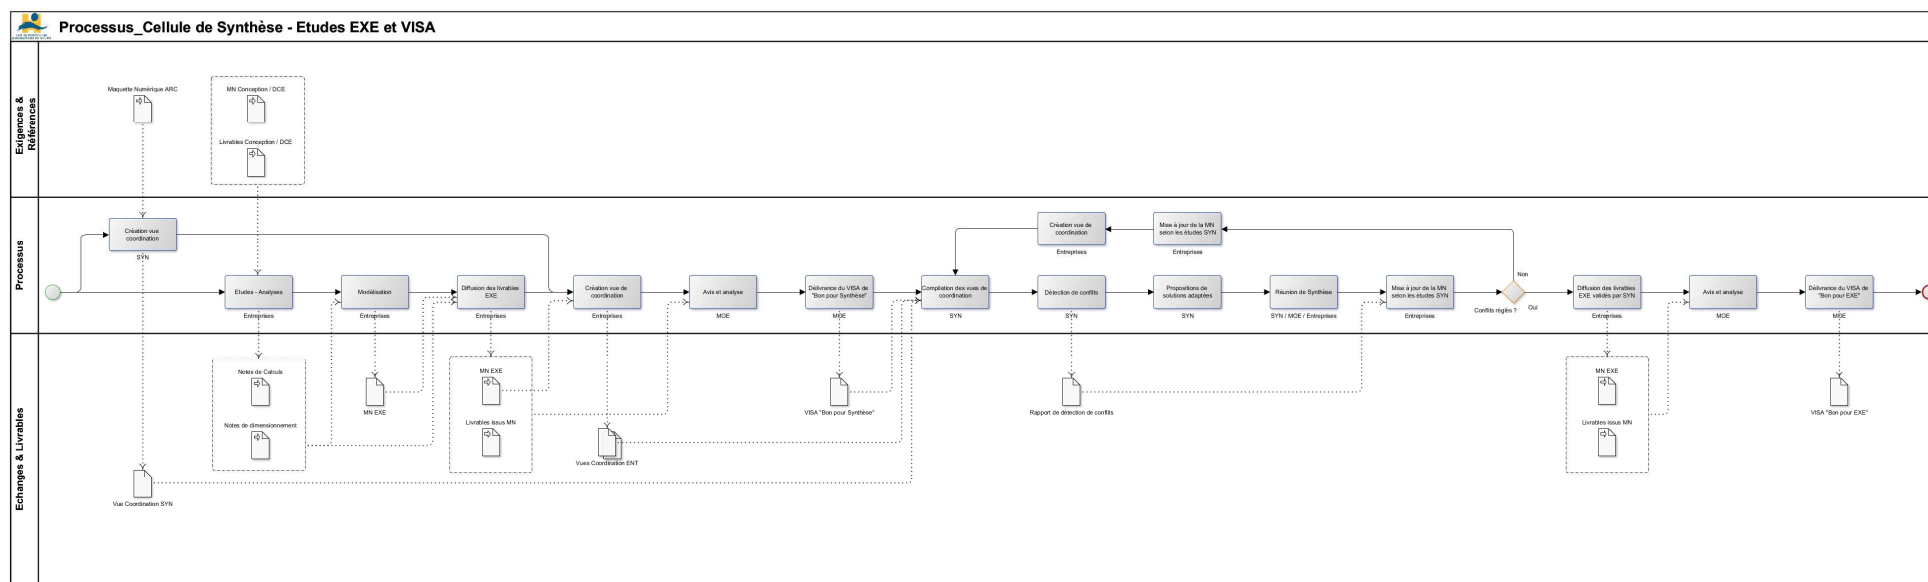 Processus_Cellule de Synthèse - Etudes EXE et VISA
Exigences &
Références
Maquette Numérique ARC
MN Conception / DCE
Livrables Conception / DCE
Processus
Création vue
coordination
SYN
Création vue de
coordination
Entreprises
Mise à jour de la MN
selon les études SYN
Entreprises
Etudes - Analyses
Entreprises
Modélisation
Entreprises
Diffusion des livrables
EXE
Entreprises
Création vue de
coordination
Entreprises
Avis et analyse
MOE
Délivrance du VISA de
"Bon pour Synthèse"
MOE
Compilation des vues de
coordination
SYN
Détection de conflits
SYN
Propositions de
solutions adaptées
SYN
Réunion de Synthèse
SYN / MOE / Entreprises
Mise à jour de la MN
selon les études SYN
Entreprises
Non
Conflits réglés ?
Oui
Diffusion des livrables
EXE validés par SYN
Entreprises
Avis et analyse
MOE
Délivrance du VISA de
"Bon pour EXE"
MOE
Echanges & Livrables
Notes de Calculs
Notes de dimensionnement
MN EXE
MN EXE
Livrables issus MN
VISA "Bon pour Synthèse"
Rapport de détection de conflits
MN EXE
Livrables issus MN
VISA "Bon pour EXE"
Vues Coordination ENT
Vue Coordination SYN